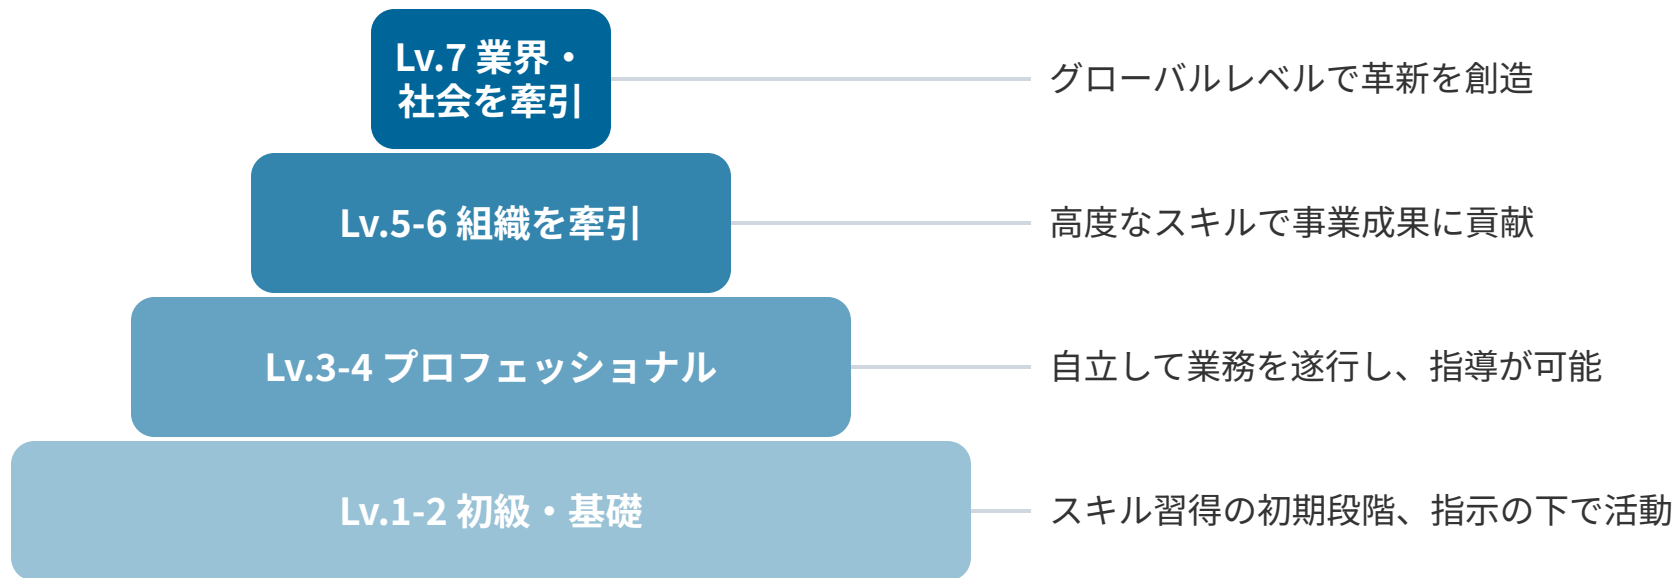 Lv.7 業界・
社会を牽引
グローバルレベルで革新を創造
Lv.5-6 組織を牽引
高度なスキルで事業成果に貢献
Lv.3-4 プロフェッショナル
自立して業務を遂行し、指導が可能
Lv.1-2 初級・基礎
スキル習得の初期段階、指示の下で活動